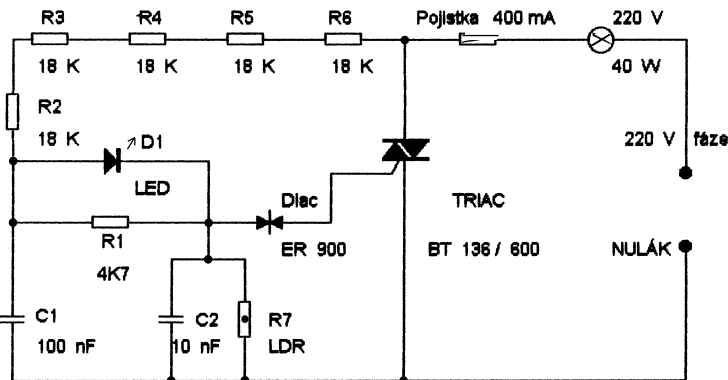 R3 R4 R5 R6 Pojistka 400 mA 220 V
18 K 18 K 18 K 18 K 40 W
R2
18 K
D1 220 V fáze
LED
Diac TRIAC
R1 ER 900 BT 136 / 600 NULÁK
4K7
C1 C2 R7
100 nF 10 nF LDR